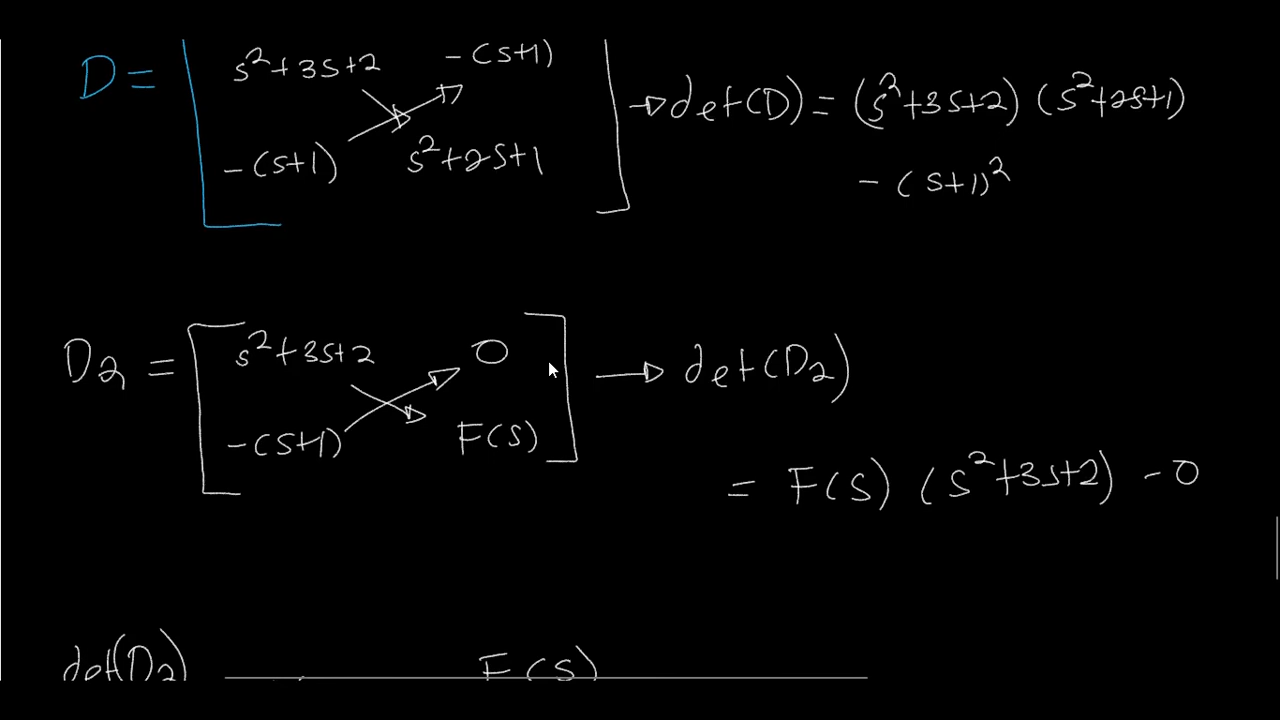 D = [ s²+3s+2 -(s+1)
-(s+1) s²+2s+1 ] → det(D) = (s²+3s+2) (s²+2s+1)
- (s+1)²
D2 = [ s²+3s+2 0
-(s+1) F(s) ] → det(D2)
= F(s) (s²+3s+2) - 0
det(D2) F(s)